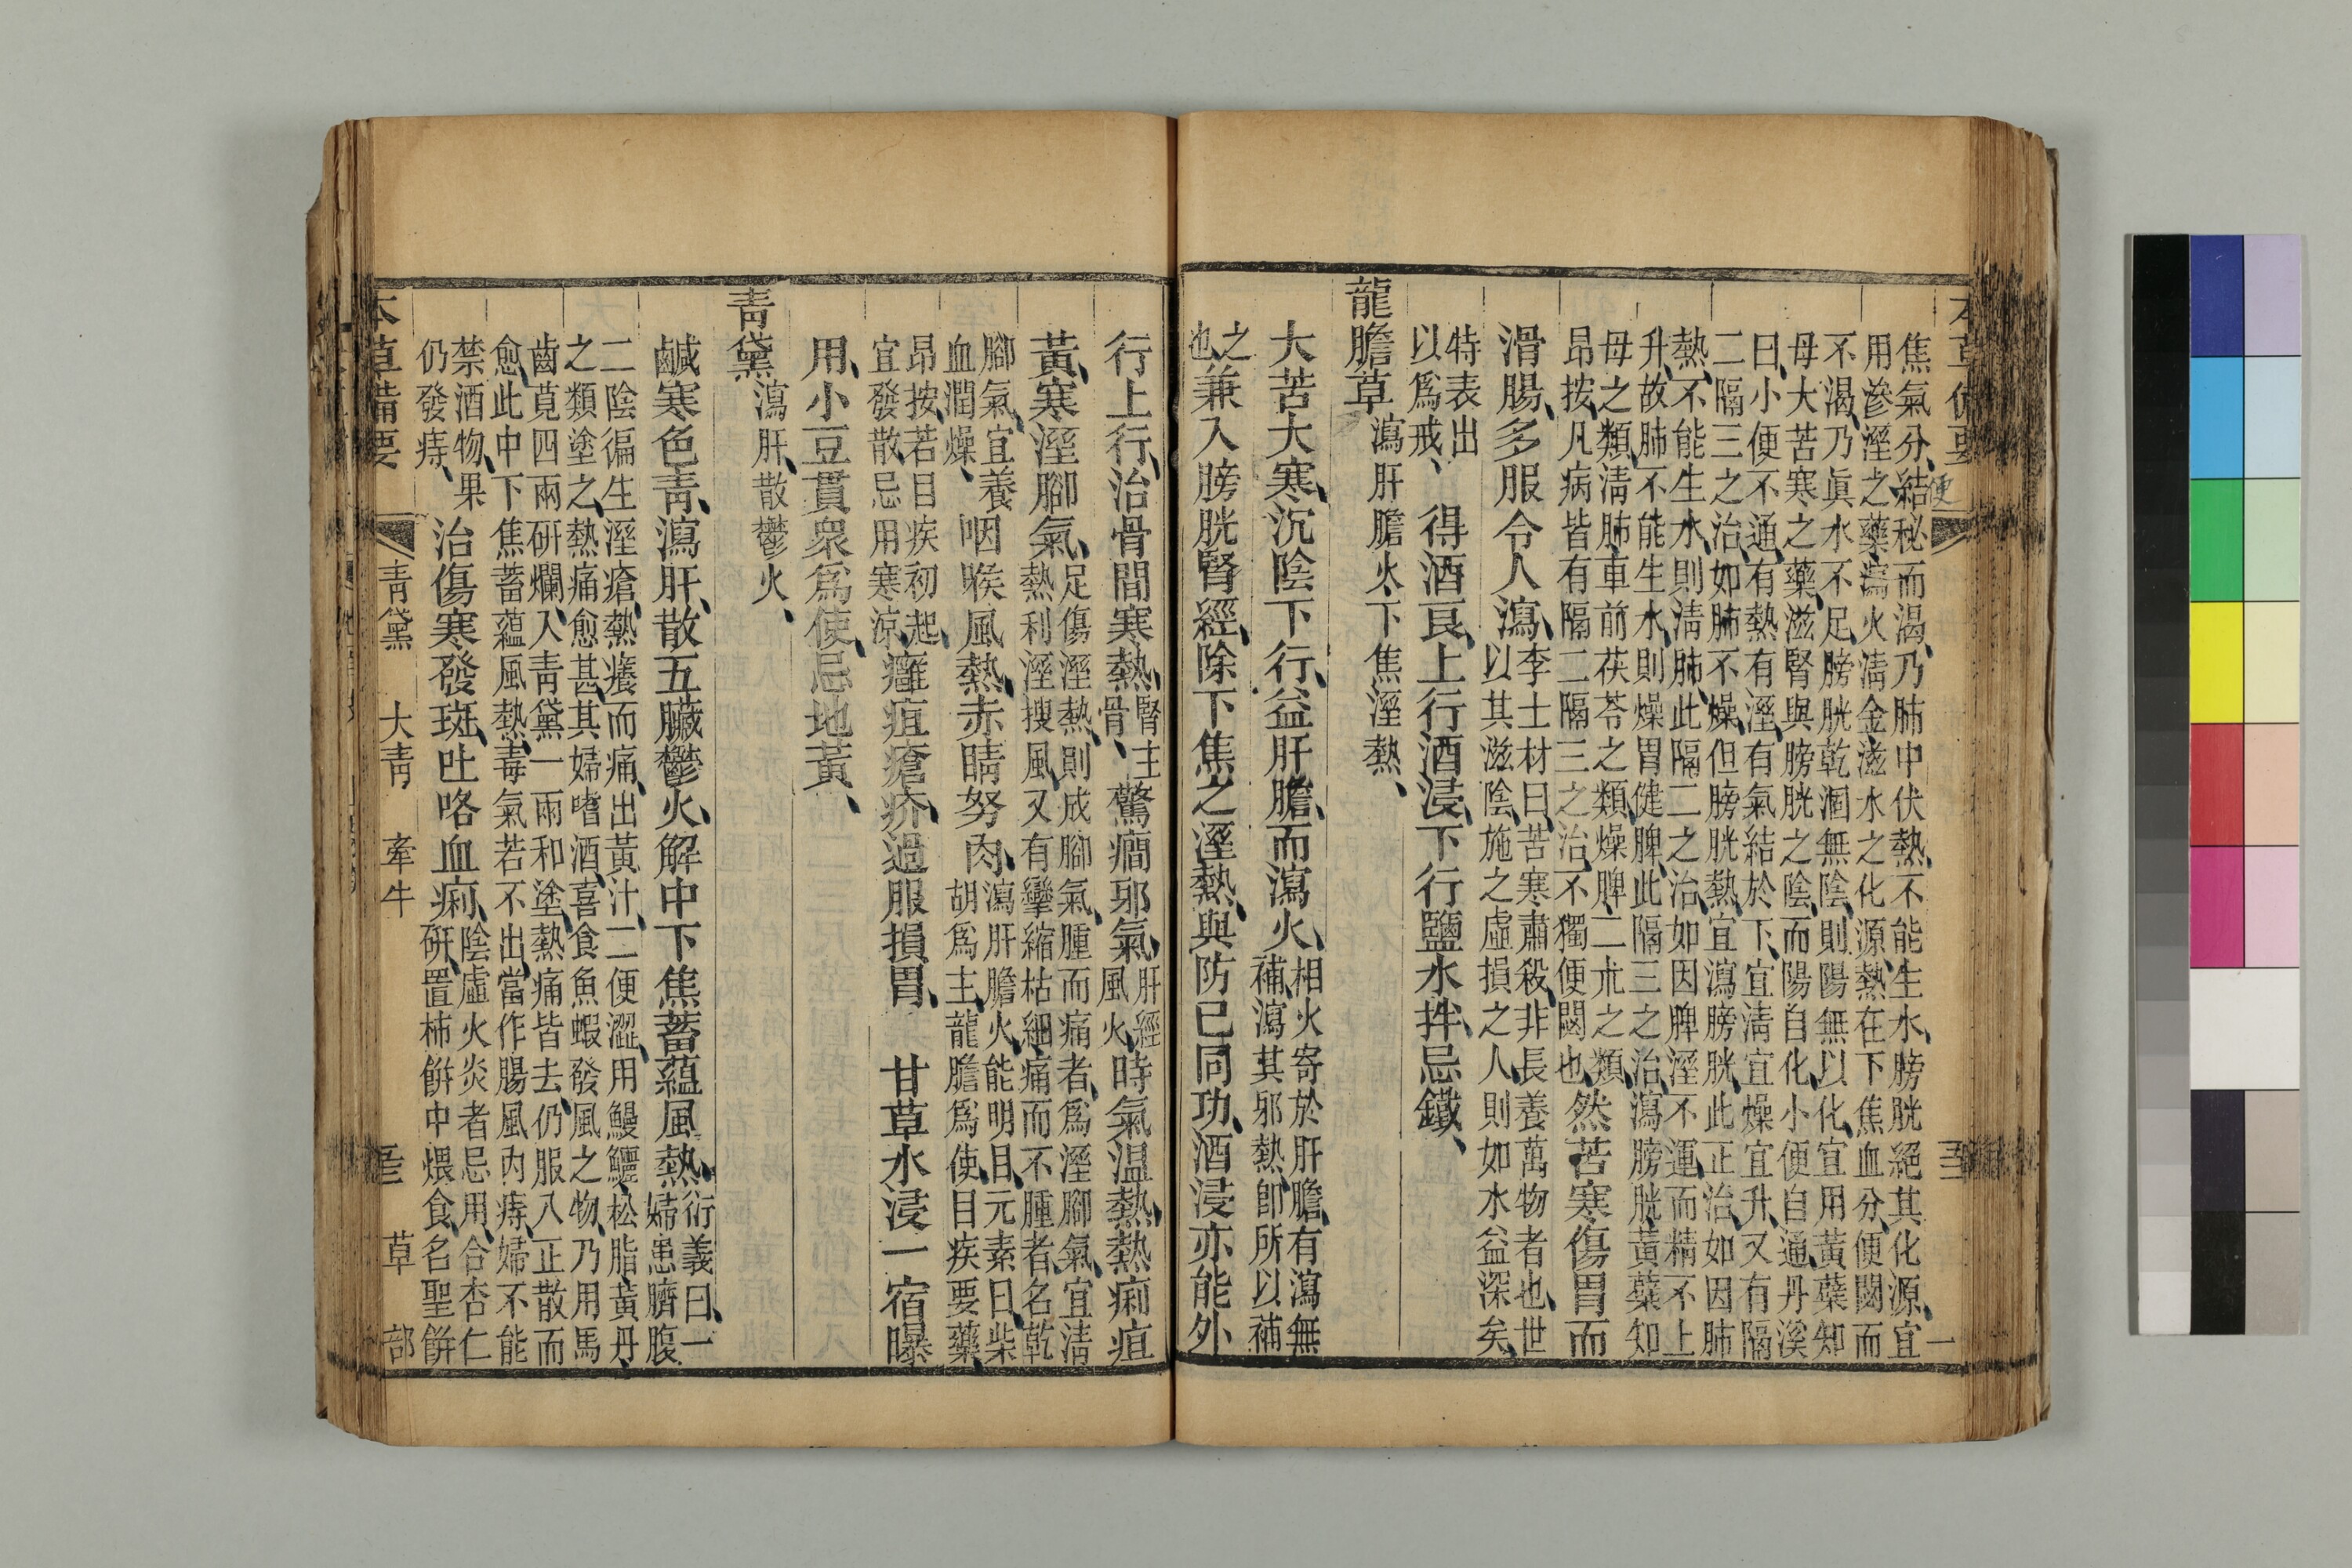 焦氣分、結秘而渴、乃肺中伏熱、不能生水、膀胱絕其化源、宜
用滲溼之藥、瀉火清金、滋水之化源、熱在下焦血分、便閟而
不渴、乃真水不足、膀胱乾涸、無陰則陽無以化、宜用黃蘗知
母大苦寒之藥、滋腎與膀胱之陰、而陽自化、小便自通、丹溪
曰、小便不通、有熱有溼、有氣結於下、宜清宜燥宜升、又有隔
二隔三之治、如肺不燥、但膀胱熱、宜瀉膀胱、此正治、如因肺
熱、不能生水、則清肺、此隔二之治、如因脾溼不運、而精不上
升、故肺不能生水、則燥胃健脾、此隔三之治、瀉膀胱、黃蘗知
母之類、清肺、車前茯苓之類、燥脾、二朮之類、
昂按、凡病皆有隔二隔三之治、不獨便閟也、然苦寒傷胃而
滑腸、多服令人瀉、李士材曰、苦寒肅殺、非長養萬物者也、世
以其滋陰、施之虛損之人、則如水益深矣、
特表出
以爲戒、得酒良、上行酒浸、下行鹽水拌、忌鐵、
龍膽草瀉肝膽火、下焦溼熱、
大苦大寒、沉陰下行、益肝膽、而瀉火、相火寄於肝膽、有瀉無
補、瀉其邪熱、卽所以補
之
也、兼入膀胱腎經、除下焦之溼熱、與防已同功、酒浸亦能外
行上行、治骨間寒熱、腎主
骨、驚癎邪氣、肝經
風火、時氣溫熱、熱痢疸
黃、寒溼腳氣、足傷溼熱、則成腳氣、腫而痛者、爲溼腳氣、宜清
熱利溼搜風、又有攣縮枯細、痛而不腫者、名乾
腳氣、宜養
血潤燥、咽喉風熱、赤睛努肉、瀉肝膽火、能明目、元素曰、柴
胡爲主、龍膽爲使、目疾要藥、
昂按、若目疾初起、
宜發散、忌用寒涼、癰疽瘡疥、過服損胃、甘草水浸一宿、曝
用、小豆貫衆爲使、忌地黃、
青黛瀉肝、散鬱火、
鹹寒色青、瀉肝、散五臟鬱火、解中下焦蓄蘊風熱、衍義曰、一
婦患臍腹
二陰徧生溼瘡、熱癢而痛、出黃汁、二便澀、用鰻鱺、松脂黃丹
之類塗之、熱痛愈甚、其婦嗜酒、喜食魚蝦發風之物、乃用馬
齒莧四兩、研爛、入青黛一兩、和塗、熱痛皆去、仍服八正散而
愈、此中下焦蓄蘊風熱、毒氣若不出、當作腸風內痔、婦不能
禁酒物、果
仍發痔、治傷寒發斑、吐咯血痢、陰虛火炎者忌用、合杏仁
研、置柿餅中煨食、名聖餅
本草備要　青黛　大青　牽牛　草部